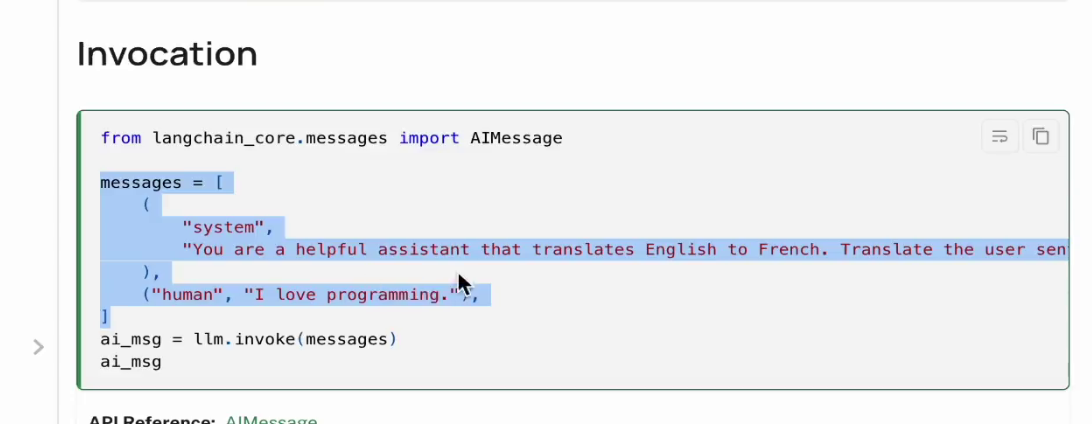 Invocation
from langchain_core.messages import AIMessage
messages = [
(
"system",
"You are a helpful assistant that translates English to French. Translate the user
),
("human", "I love programming."),
]
ai_msg = llm.invoke(messages)
ai_msg
API Reference: AIMessage